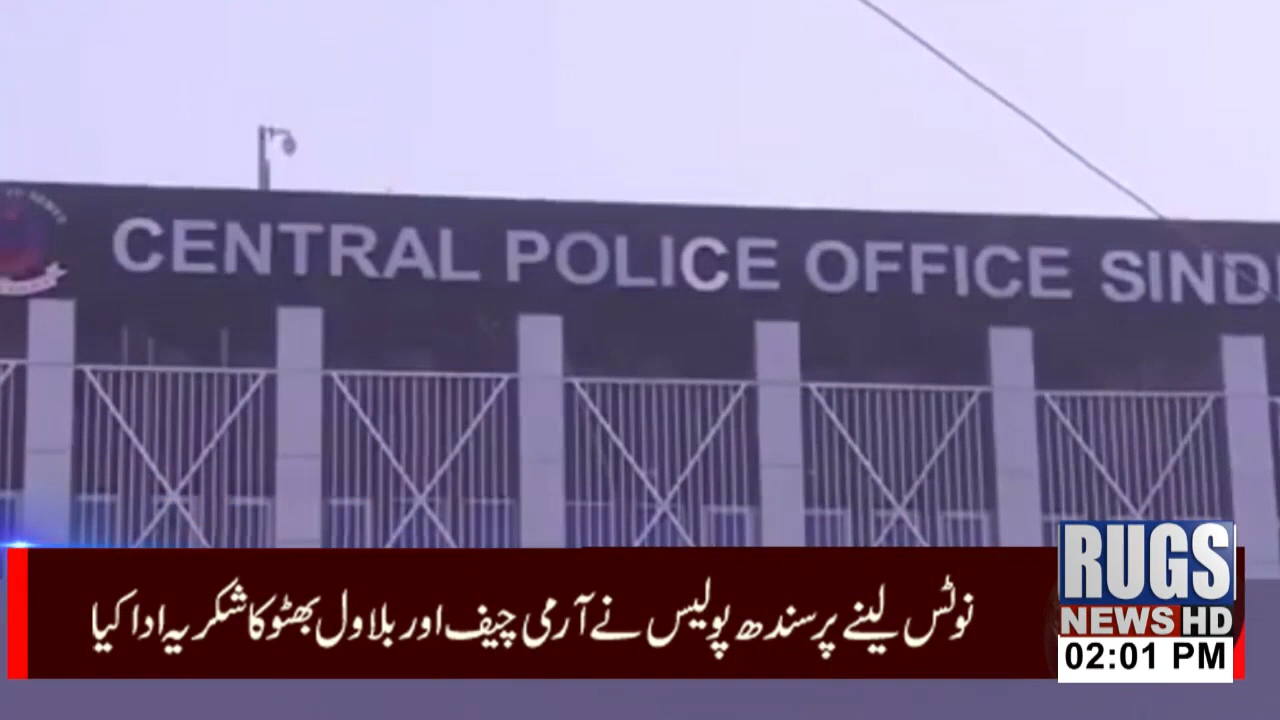 CENTRAL POLICE OFFICE SIND
نوٹس لینے پر سندھ پولیس نے آرمی چیف اور بلاول بھٹو کا شکریہ ادا کیا
RUGS
NEWS HD
02:01 PM